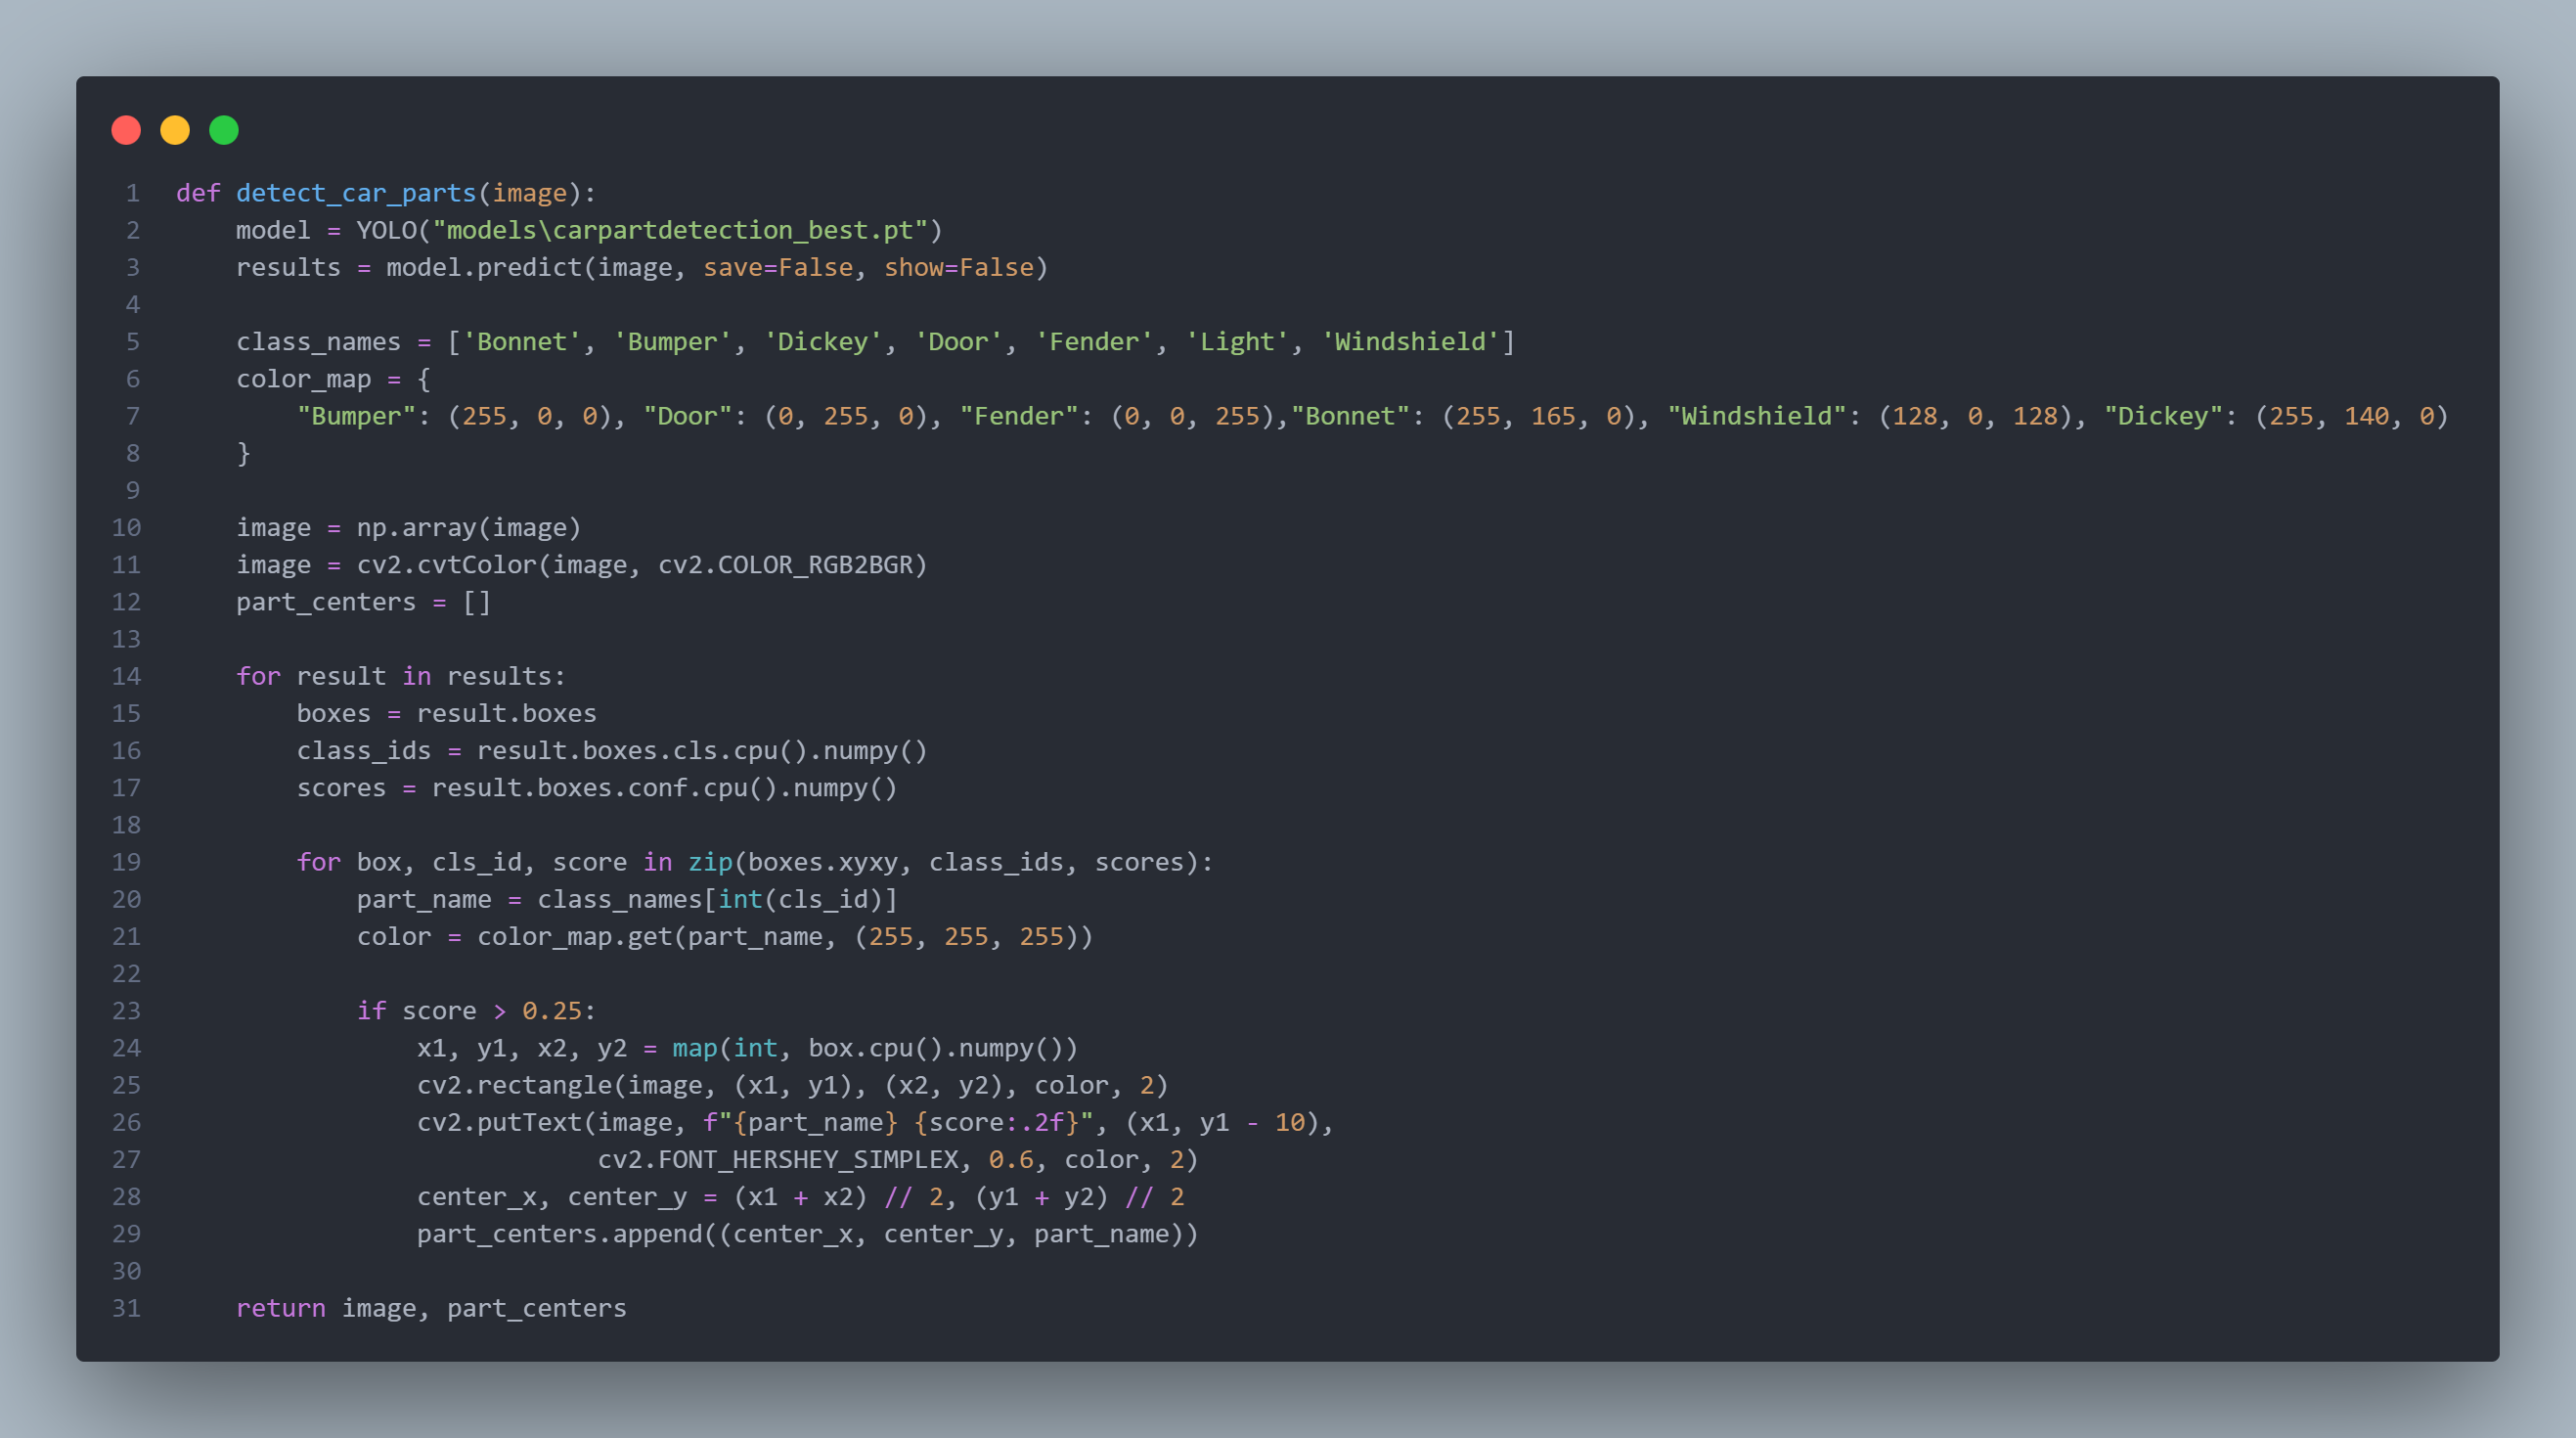 1 def detect_car_parts(image):
2     model = YOLO("models\carpartdetection_best.pt")
3     results = model.predict(image, save=False, show=False)
4
5     class_names = ['Bonnet', 'Bumper', 'Dickey', 'Door', 'Fender', 'Light', 'Windshield']
6     color_map = {
7         "Bumper": (255, 0, 0), "Door": (0, 255, 0), "Fender": (0, 0, 255),"Bonnet": (255, 165, 0), "Windshield": (128, 0, 128), "Dickey": (255, 140, 0)
8     }
9
10     image = np.array(image)
11     image = cv2.cvtColor(image, cv2.COLOR_RGB2BGR)
12     part_centers = []
13
14     for result in results:
15         boxes = result.boxes
16         class_ids = result.boxes.cls.cpu().numpy()
17         scores = result.boxes.conf.cpu().numpy()
18
19         for box, cls_id, score in zip(boxes.xyxy, class_ids, scores):
20             part_name = class_names[int(cls_id)]
21             color = color_map.get(part_name, (255, 255, 255))
22
23             if score > 0.25:
24                 x1, y1, x2, y2 = map(int, box.cpu().numpy())
25                 cv2.rectangle(image, (x1, y1), (x2, y2), color, 2)
26                 cv2.putText(image, f"{part_name} {score:.2f}", (x1, y1 - 10),
27                             cv2.FONT_HERSHEY_SIMPLEX, 0.6, color, 2)
28                 center_x, center_y = (x1 + x2) // 2, (y1 + y2) // 2
29                 part_centers.append((center_x, center_y, part_name))
30
31     return image, part_centers